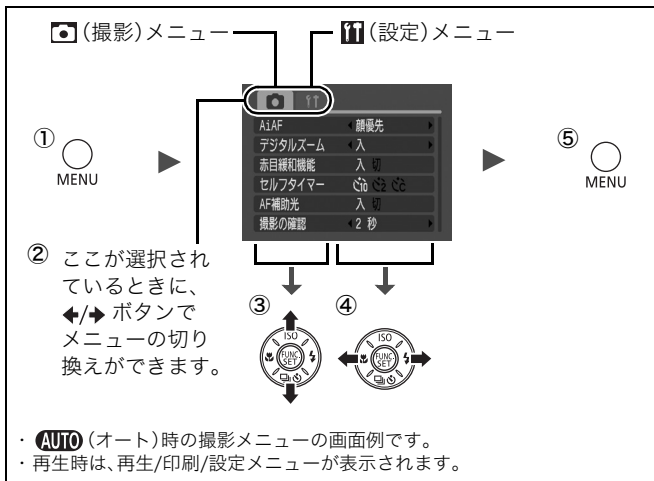 (撮影)メニュー
(設定)メニュー
AiAF 顔優先
デジタルズーム 入
赤目緩和機能 入 切
セルフタイマー
AF補助光 入 切
撮影の確認 2 秒
① MENU
⑤ MENU
② ここが選択され
ているときに、
/ ボタンで
メニューの切り
換えができます。
③ ④
ISO
FUNC. SET
ISO
FUNC. SET
・ AUTO (オート)時の撮影メニューの画面例です。
・ 再生時は、再生/印刷/設定メニューが表示されます。